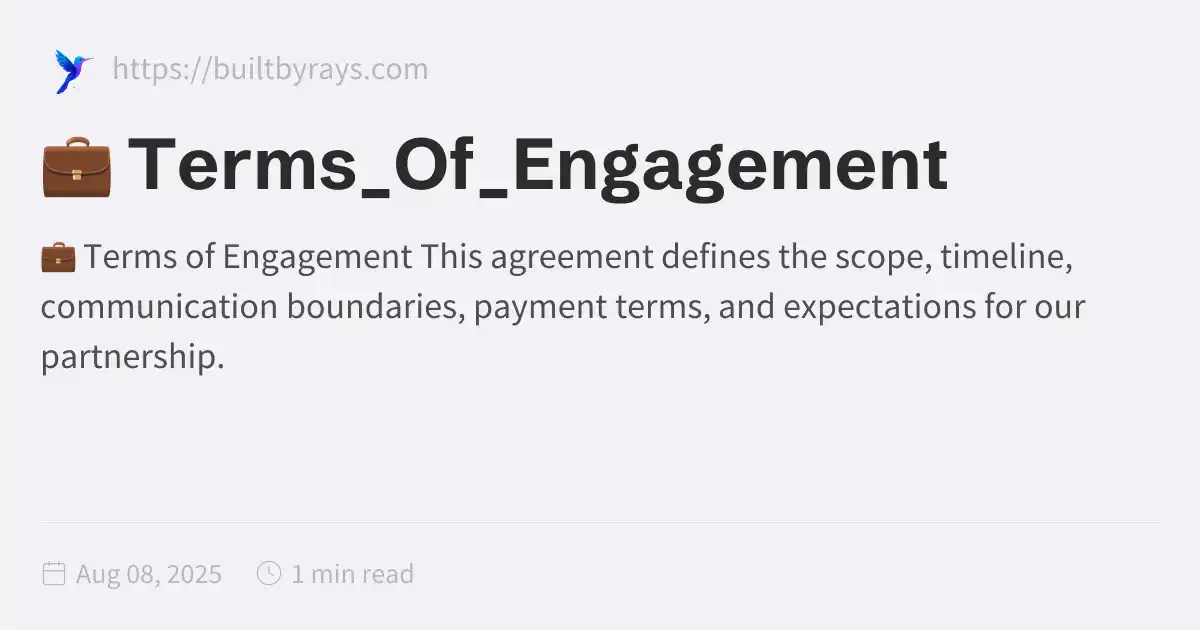 https://builtbyrays.com
💼 Terms_Of_Engagement
💼 Terms of Engagement This agreement defines the scope, timeline,
communication boundaries, payment terms, and expectations for our
partnership.
Aug 08, 2025 1 min read